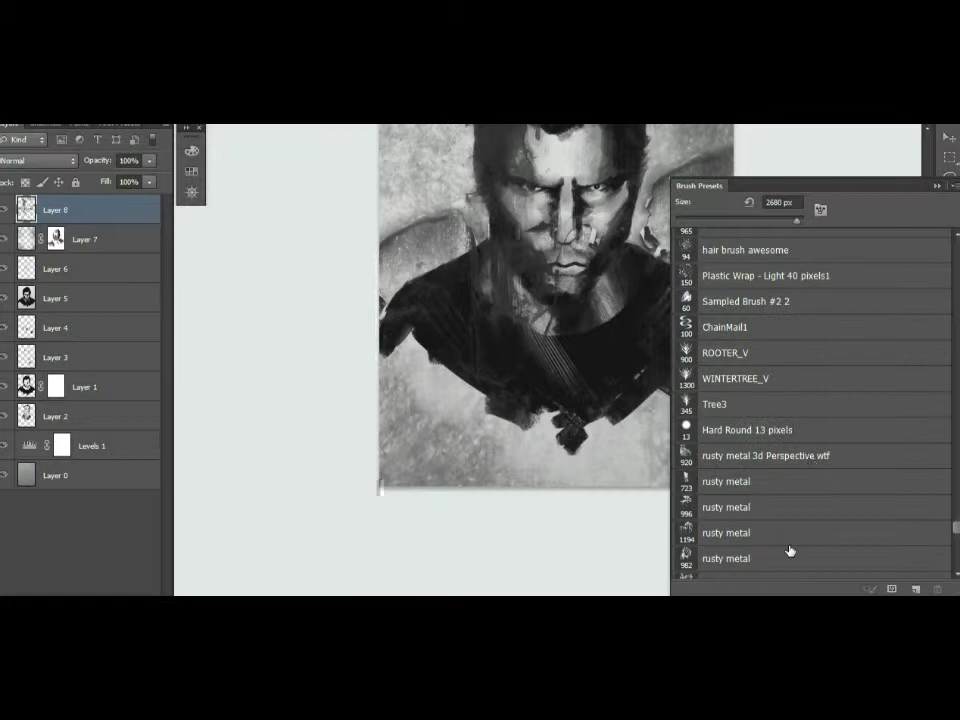 Kind
Normal
Opacity: 100%
Fill: 100%
Layer 8
Layer 7
Layer 6
Layer 5
Layer 4
Layer 3
Layer 1
Layer 2
Levels 1
Layer 0
Brush Presets
Size: 2680 px
965
94 hair brush awesome
150 Plastic Wrap - Light 40 pixels1
60 Sampled Brush #2 2
100 ChainMail1
900 ROOTER_V
1300 WINTERTREE_V
345 Tree3
13 Hard Round 13 pixels
920 rusty metal 3d Perspective wtf
723 rusty metal
996 rusty metal
1194 rusty metal
982 rusty metal